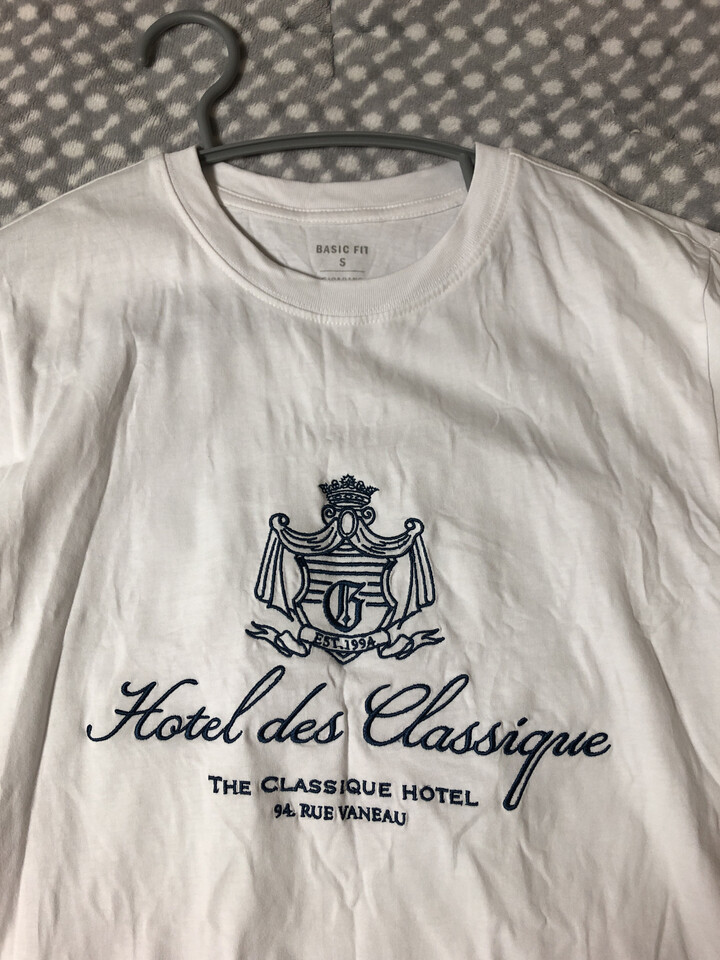 BASIC FIT
S
G
EST.1994
Hotel des Classique
THE CLASSIQUE HOTEL
94. RUE VANEAU